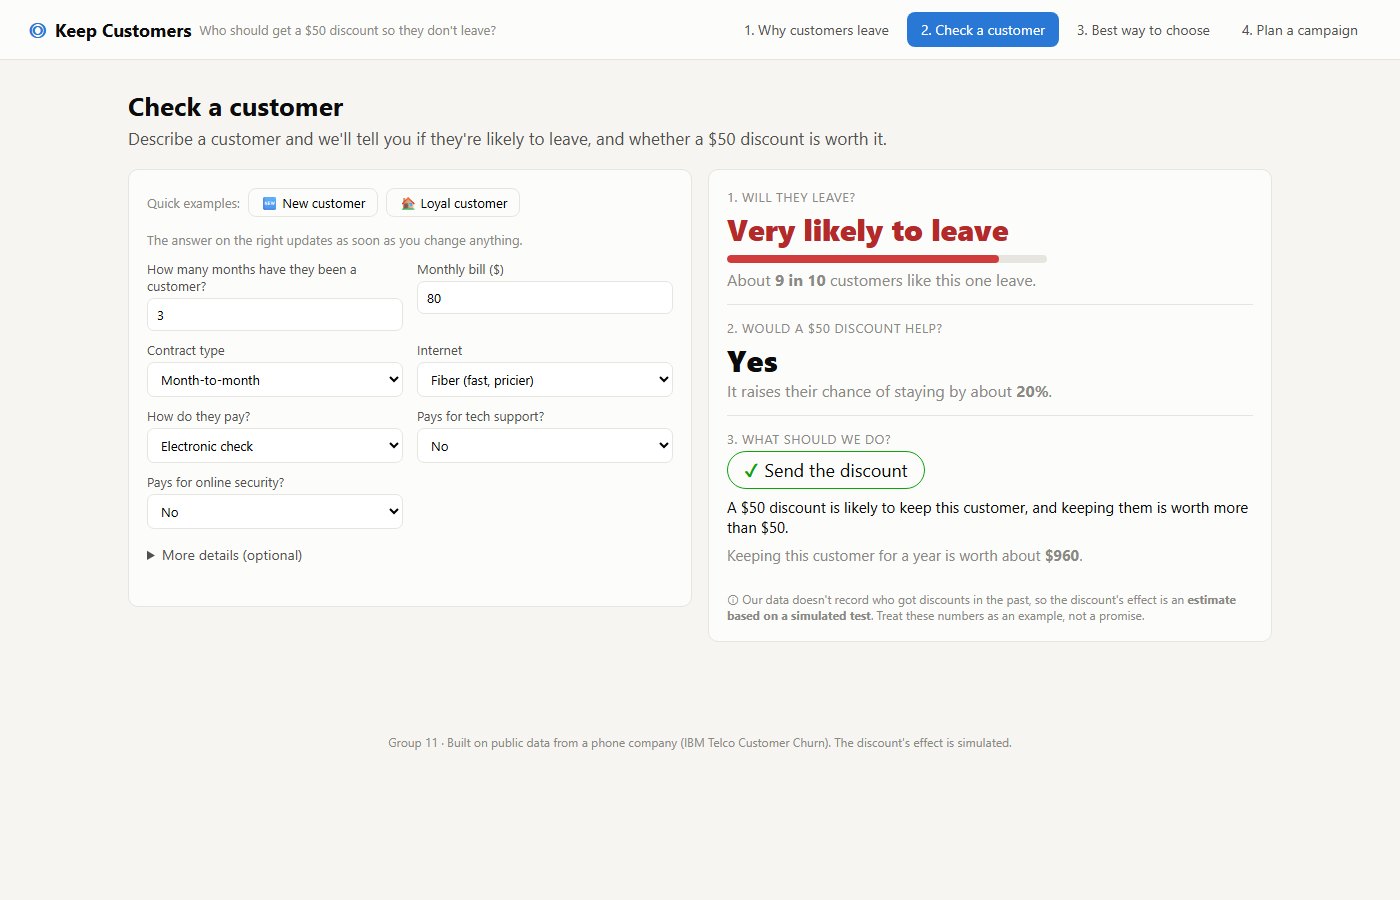 Keep Customers Who should get a $50 discount so they don't leave? 1. Why customers leave 2. Check a customer 3. Best way to choose 4. Plan a campaign
Check a customer
Describe a customer and we'll tell you if they're likely to leave, and whether a $50 discount is worth it.
Quick examples: NEW New customer Loyal customer
The answer on the right updates as soon as you change anything.
How many months have they been a
customer?
3
Monthly bill ($)
80
Contract type
Month-to-month
Internet
Fiber (fast, pricier)
How do they pay?
Electronic check
Pays for tech support?
No
Pays for online security?
No
▶ More details (optional)
1. WILL THEY LEAVE?
Very likely to leave
About 9 in 10 customers like this one leave.
2. WOULD A $50 DISCOUNT HELP?
Yes
It raises their chance of staying by about 20%.
3. WHAT SHOULD WE DO?
✓ Send the discount
A $50 discount is likely to keep this customer, and keeping them is worth more
than $50.
Keeping this customer for a year is worth about $960.
ⓘ Our data doesn't record who got discounts in the past, so the discount's effect is an estimate
based on a simulated test. Treat these numbers as an example, not a promise.
Group 11 · Built on public data from a phone company (IBM Telco Customer Churn). The discount's effect is simulated.